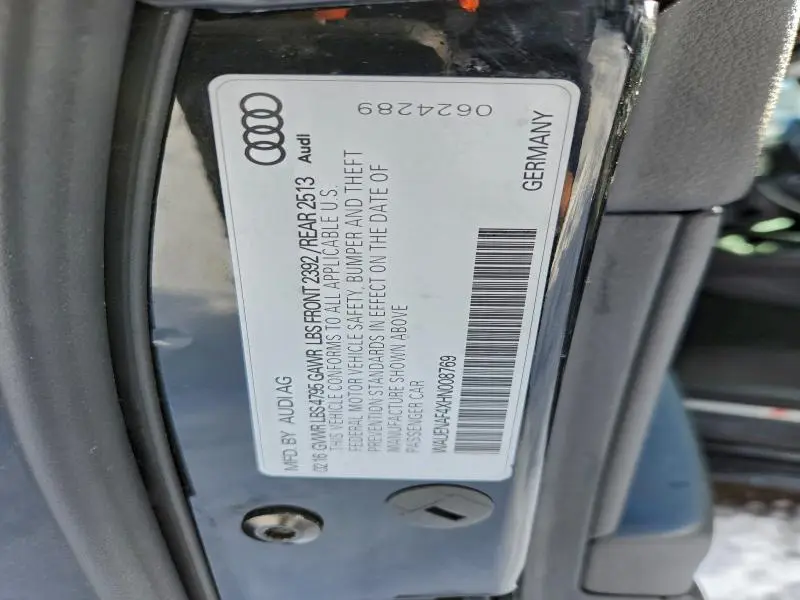 MFD. BY AUDI AG
02.16 GVWR LBS 4795 GAWR LBS FRONT 2392 / REAR 2513
THIS VEHICLE CONFORMS TO ALL APPLICABLE U.S.
FEDERAL MOTOR VEHICLE SAFETY, BUMPER AND THEFT
PREVENTION STANDARDS IN EFFECT ON THE DATE OF
MANUFACTURE SHOWN ABOVE
PASSENGER CAR
WAUENAF4XHN008769
Audi
0624289
GERMANY